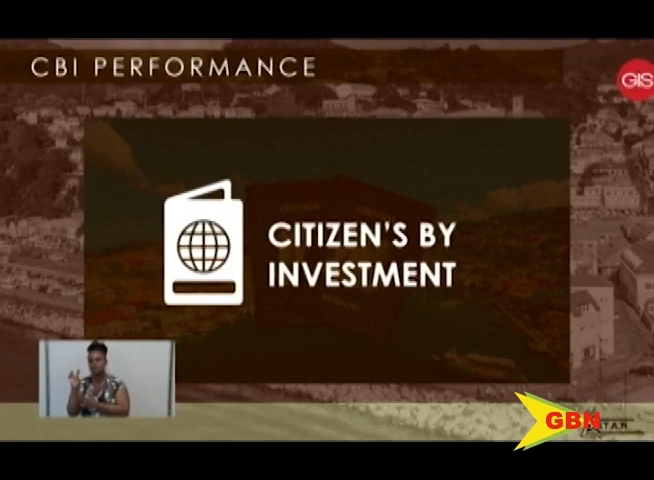 CBI PERFORMANCE
GIS
CITIZEN'S BY
INVESTMENT
GBN